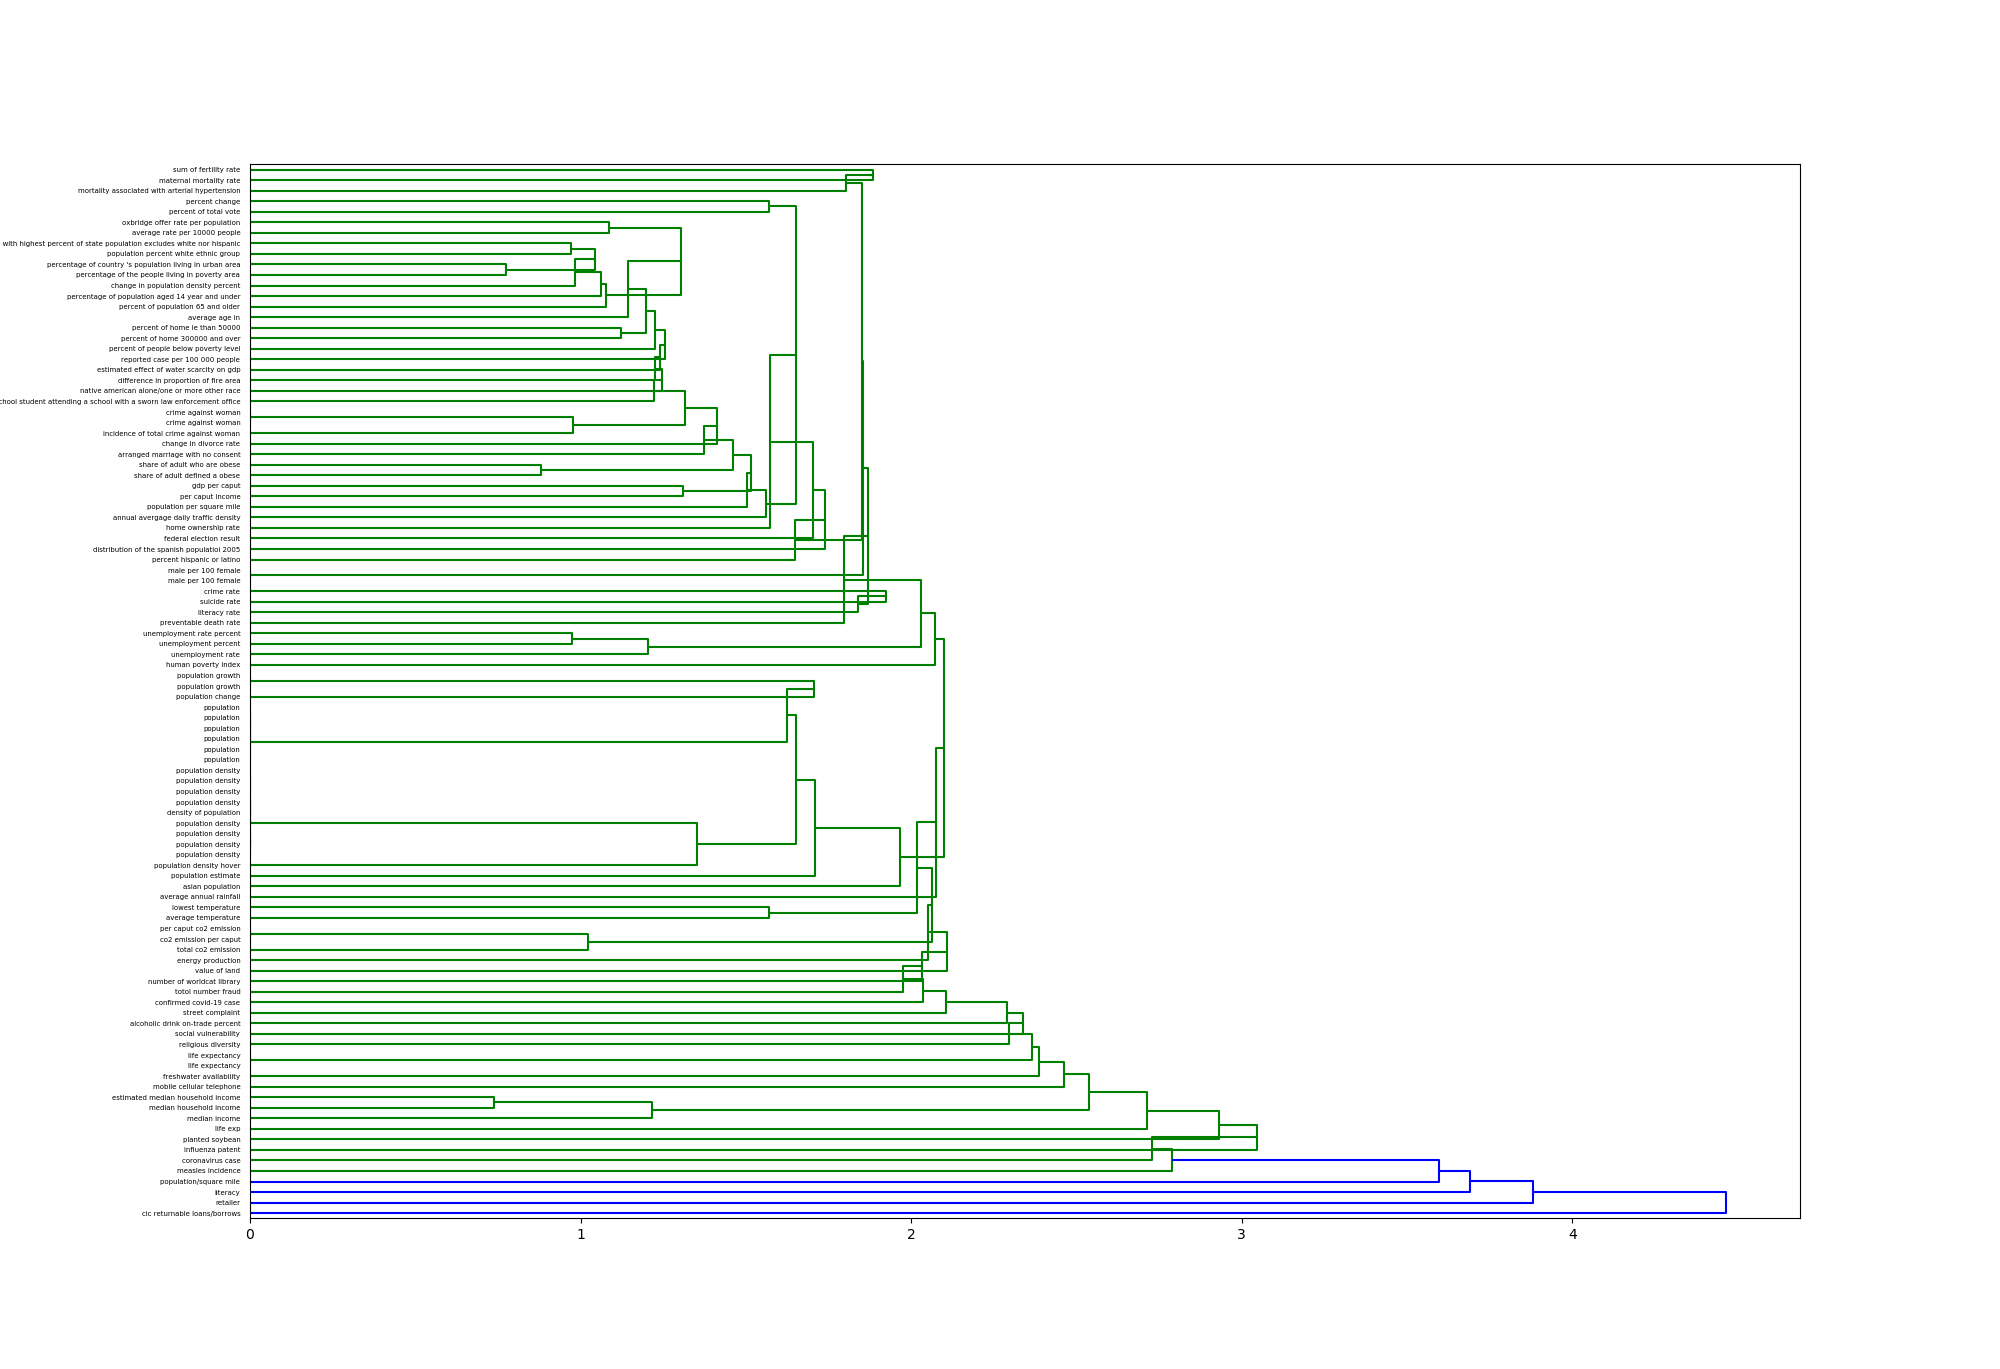 sum of fertility rate
maternal mortality rate
mortality associated with arterial hypertension
percent change
percent of total vote
oxbridge offer rate per population
average rate per 10000 people
with highest percent of state population excludes white nor hispanic
population percent white ethnic group
percentage of country 's population living in urban area
percentage of the people living in poverty area
change in population density percent
percentage of population aged 14 year and under
percent of population 65 and older
average age in
percent of home le than 50000
percent of home 300000 and over
percent of people below poverty level
reported case per 100 000 people
estimated effect of water scarcity on gdp
difference in proportion of fire area
native american alone/one or more other race
student attending a school with a sworn law enforcement office
crime against woman
crime against woman
incidence of total crime against woman
change in divorce rate
arranged marriage with no consent
share of adult who are obese
share of adult defined a obese
gdp per caput
per caput income
population per square mile
annual avergage daily traffic density
home ownership rate
federal election result
distribution of the spanish populatioi 2005
percent hispanic or latino
male per 100 female
male per 100 female
crime rate
suicide rate
literacy rate
preventable death rate
unemployment rate percent
unemployment percent
unemployment rate
human poverty index
population growth
population growth
population change
population
population
population
population
population
population
population density
population density
population density
population density
density of population
population density
population density
population density
population density
population density hover
population estimate
asian population
average annual rainfall
lowest temperature
average temperature
per caput co2 emission
co2 emission per caput
total co2 emission
energy production
value of land
number of worldcat library
totol number fraud
confirmed covid-19 case
street complaint
alcoholic drink on-trade percent
social vulnerability
religious diversity
life expectancy
life expectancy
freshwater availability
mobile cellular telephone
estimated median household income
median household income
median income
life exp
planted soybean
influenza patent
coronavirus case
measles incidence
population/square mile
literacy
retailer
cic returnable loans/borrows
0 1 2 3 4